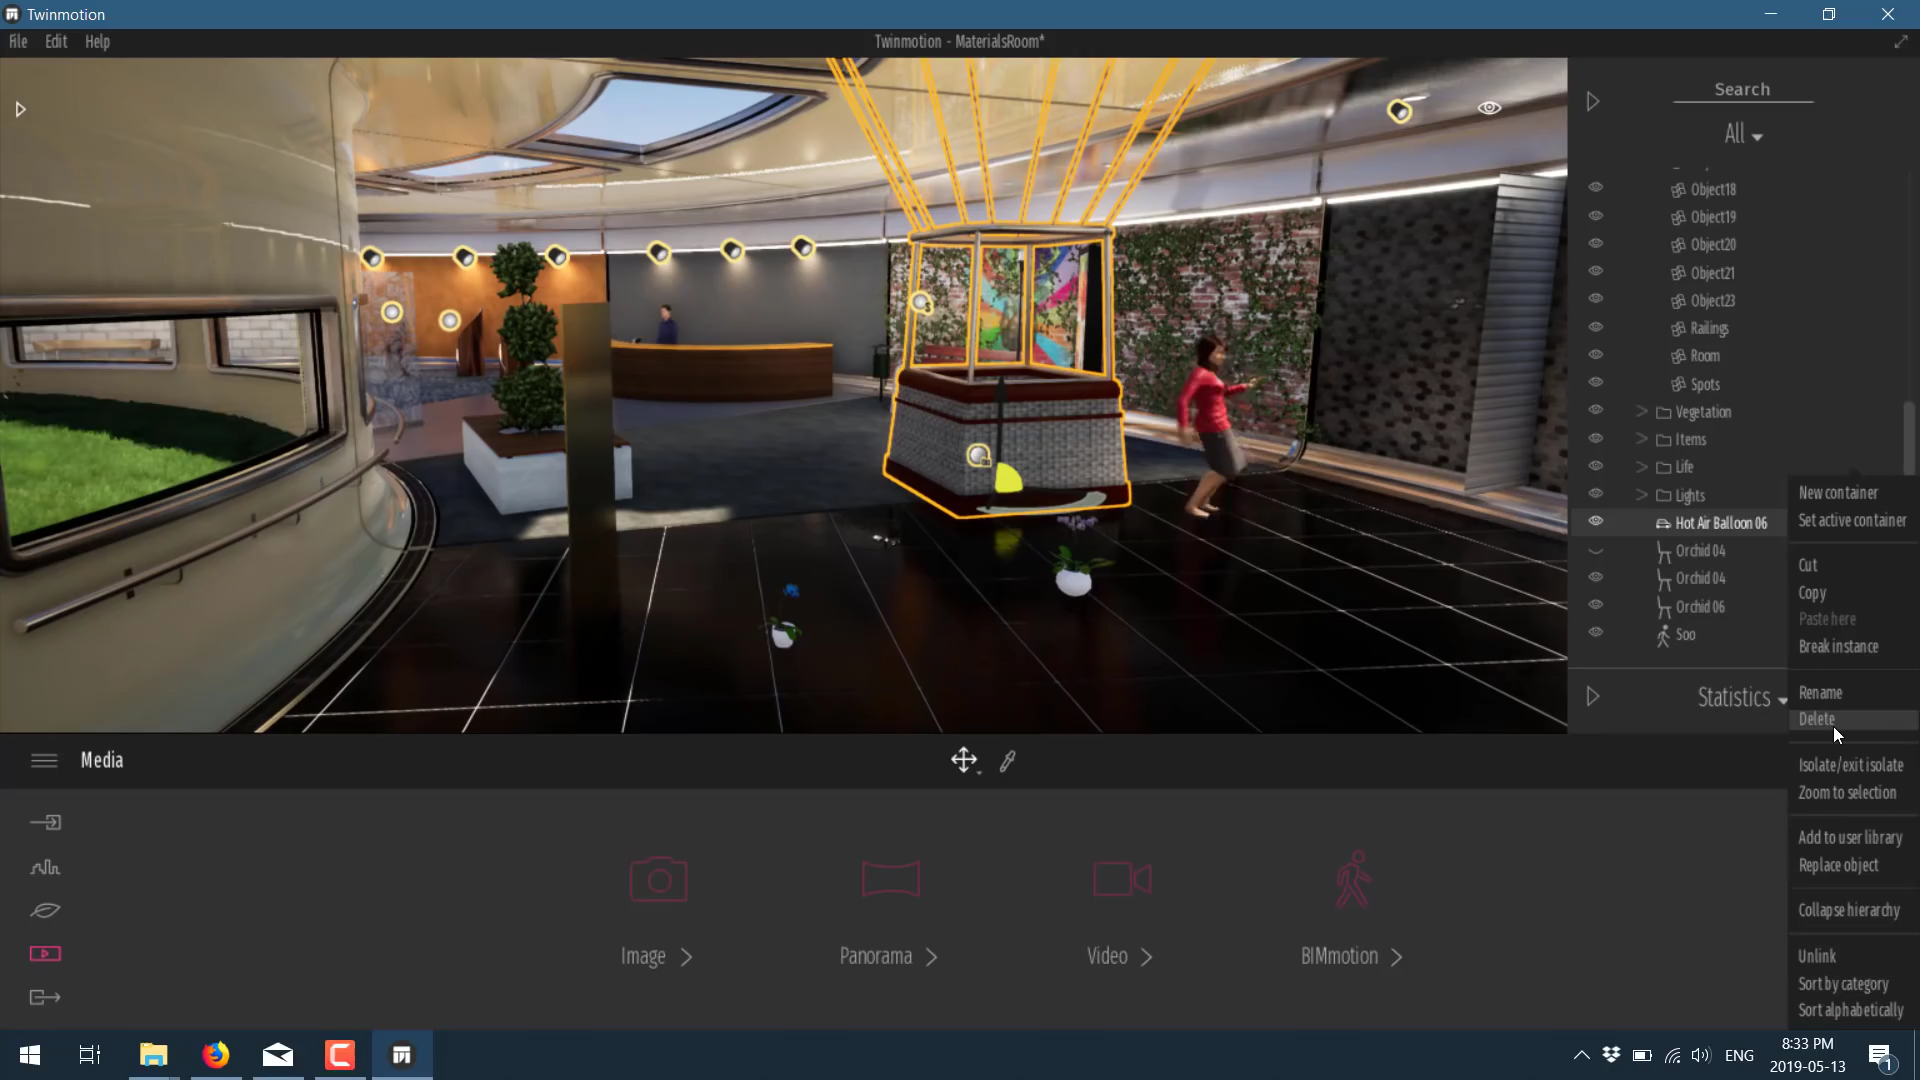 Twinmotion
File Edit Help
Twinmotion - MaterialsRoom*
Search
All
Object18
Object19
Object20
Object21
Object23
Railings
Room
Spots
Vegetation
Items
Life
Lights
Hot Air Balloon 06
Orchid 04
Orchid 04
Orchid 06
Soo
Statistics
New container
Set active container
Cut
Copy
Paste here
Break instance
Rename
Delete
Isolate/exit isolate
Zoom to selection
Add to user library
Replace object
Collapse hierarchy
Unlink
Sort by category
Sort alphabetically
Media
Image
Panorama
Video
BIMmotion
ENG
8:33 PM
2019-05-13
1